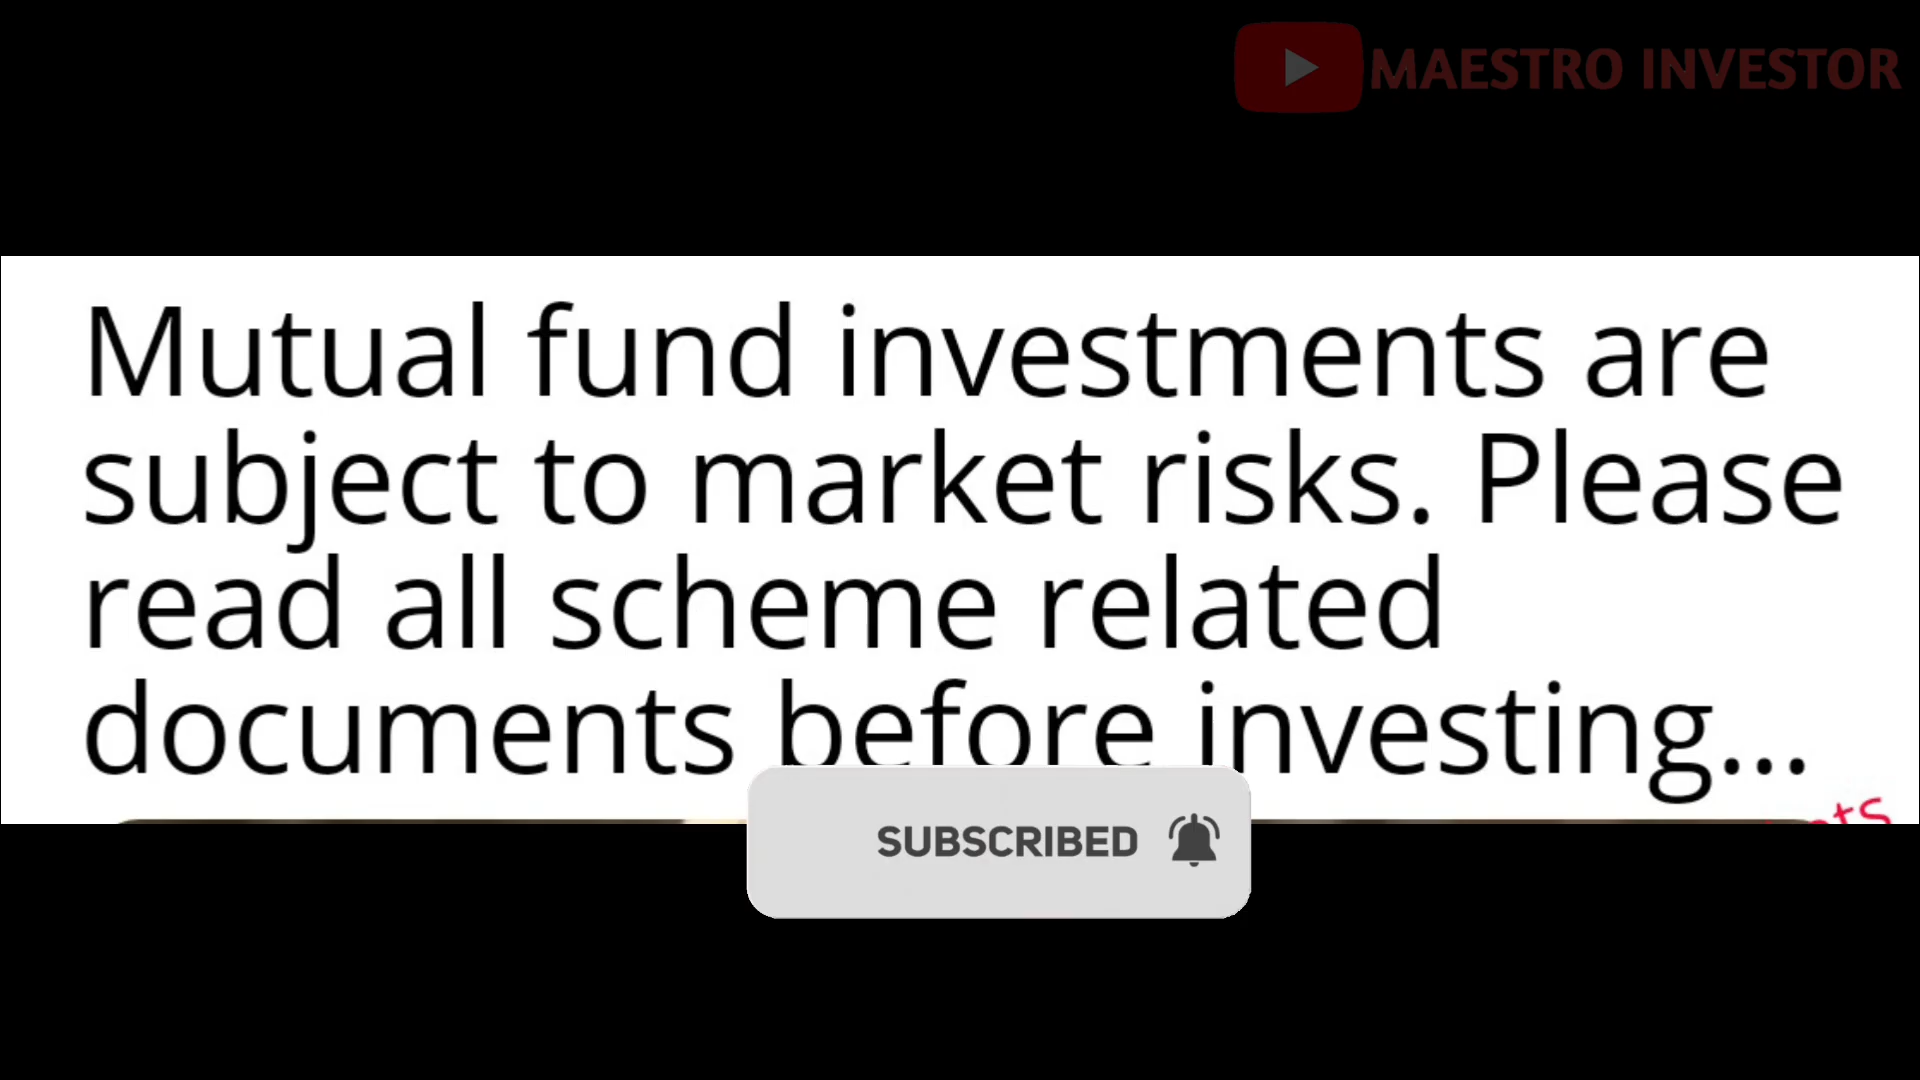 MAESTRO INVESTOR
Mutual fund investments are
subject to market risks. Please
read all scheme related
documents before investing...
SUBSCRIBED